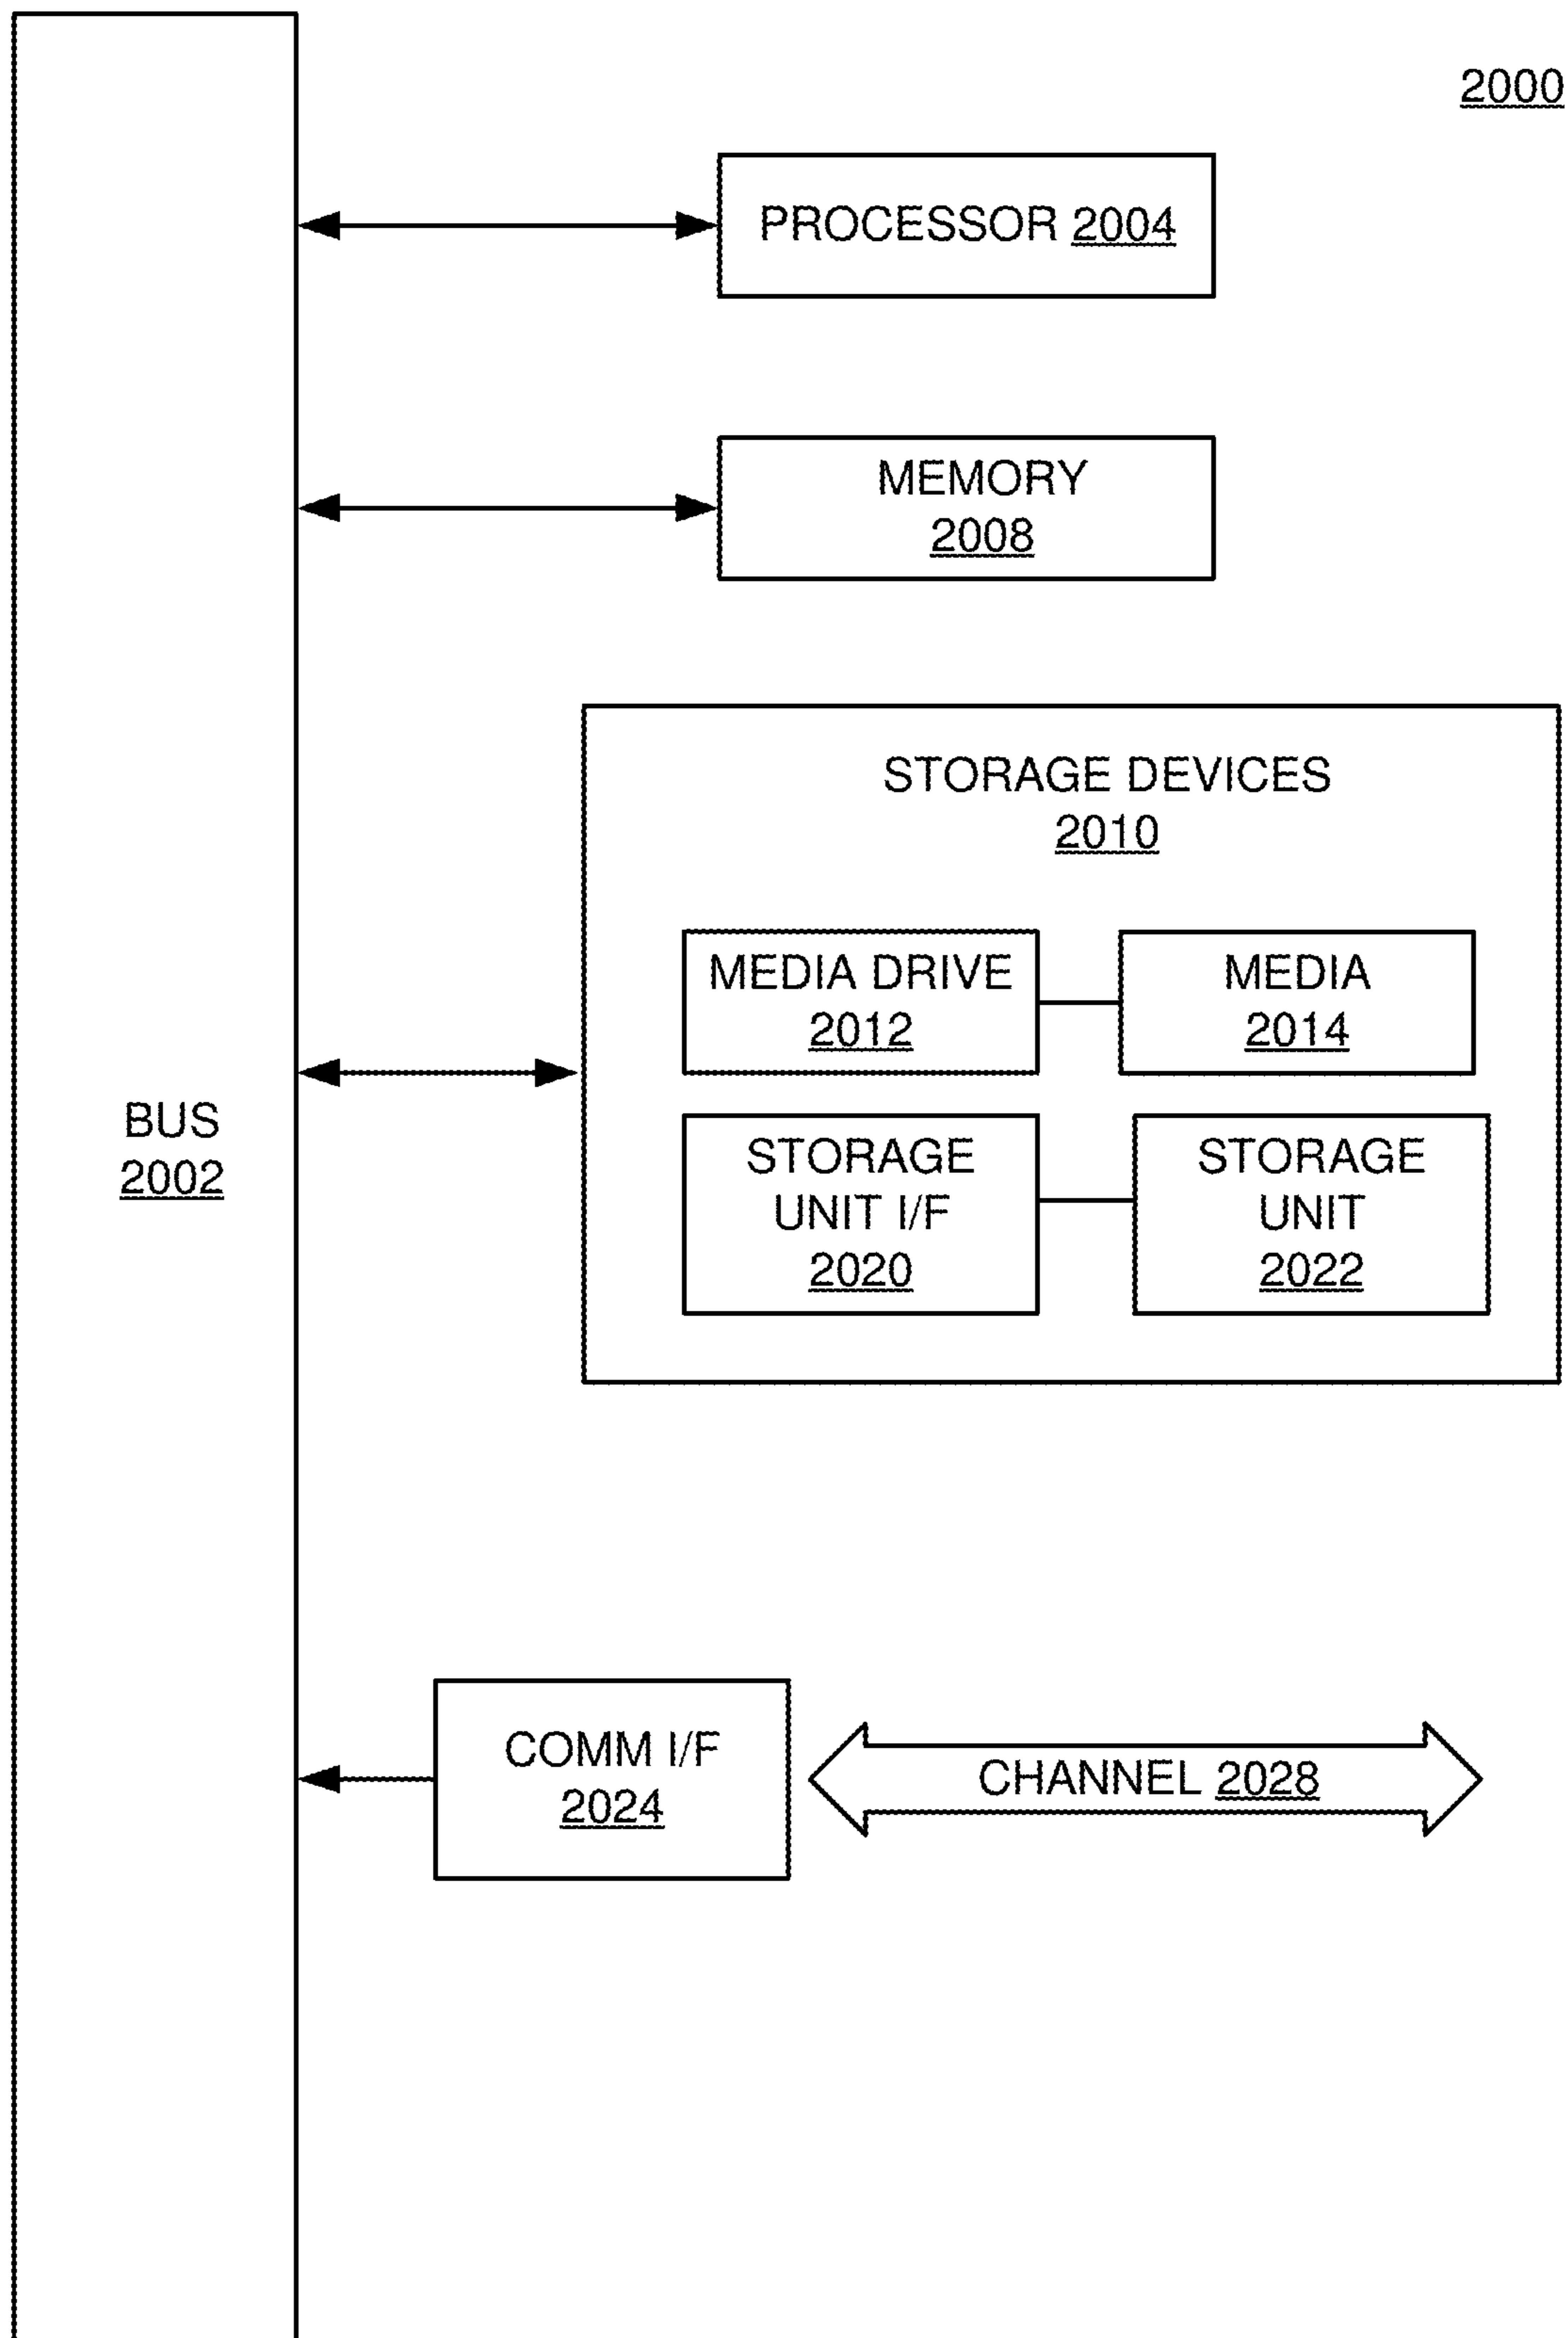 2000
PROCESSOR 2004
MEMORY
2008
STORAGE DEVICES
2010
MEDIA DRIVE
2012
MEDIA
2014
BUS
2002
STORAGE
UNIT I/F
2020
STORAGE
UNIT
2022
COMM I/F
2024
CHANNEL 2028